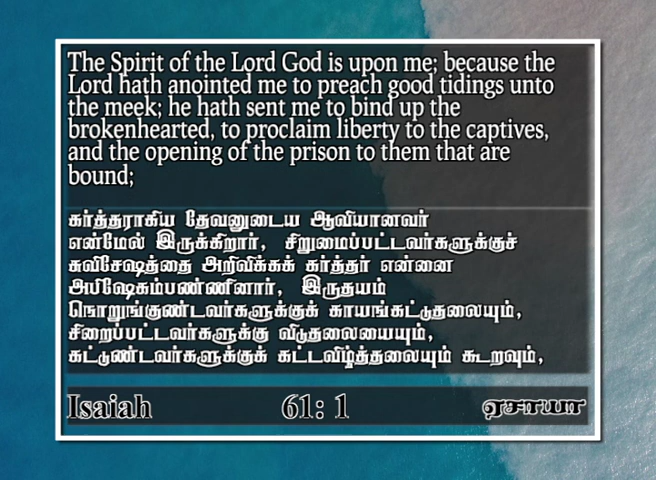 The Spirit of the Lord God is upon me; because the
Lord hath anointed me to preach good tidings unto
the meek; he hath sent me to bind up the
brokenhearted, to proclaim liberty to the captives,
and the opening of the prison to them that are
bound;
கர்த்தராகிய தேவனுடைய ஆவியானவர்
என்மேல் இருக்கிறார், சிறுமைப்பட்டவர்களுக்குச்
சுவிசேஷத்தை அறிவிக்கக் கர்த்தர் என்னை
அபிஷேகம்பண்ணினார், இருதயம்
நொறுங்குண்டவர்களுக்குக் காயங்கட்டுதலையும்,
சிறைப்பட்டவர்களுக்கு விடுதலையையும்,
கட்டுண்டவர்களுக்குக் கட்டவிழ்த்தலையும் கூறவும்,
Isaiah 61: 1 ஏசாயா